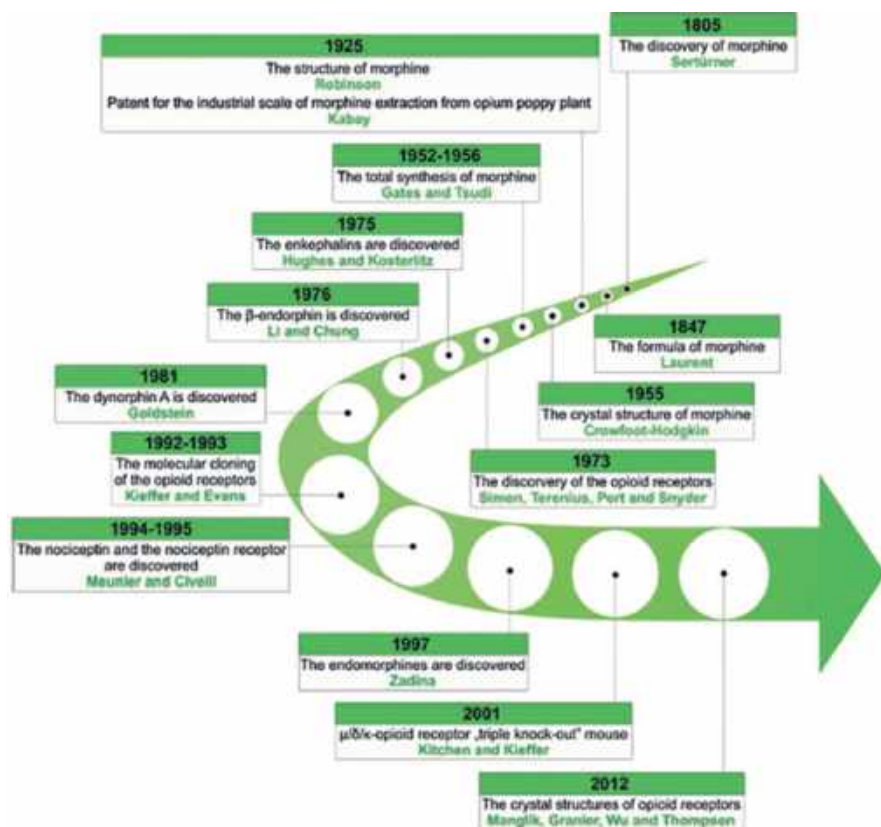 1925
The structure of morphine
Robinson
Patent for the industrial scale of morphine extraction from opium poppy plant
Kabay
1805
The discovery of morphine
Sertürner
1952-1956
The total synthesis of morphine
Gates and Tsudi
1975
The enkephalins are discovered
Hughes and Kosterlitz
1976
The β-endorphin is discovered
Li and Chung
1847
The formula of morphine
Laurent
1981
The dynorphin A is discovered
Goldstein
1955
The crystal structure of morphine
Crowfoot-Hodgkin
1992-1993
The molecular cloning
of the opioid receptors
Kieffer and Evans
1973
The discorvery of the opioid receptors
Simon, Terenius, Pert and Snyder
1994-1995
The nociceptin and the nociceptin receptor
are discovered
Meunier and Civelli
1997
The endomorphines are discovered
Zadina
2001
μ/δ/κ-opioid receptor „triple knock-out" mouse
Kitchen and Kieffer
2012
The crystal structures of opioid receptors
Manglik, Granier, Wu and Thompson